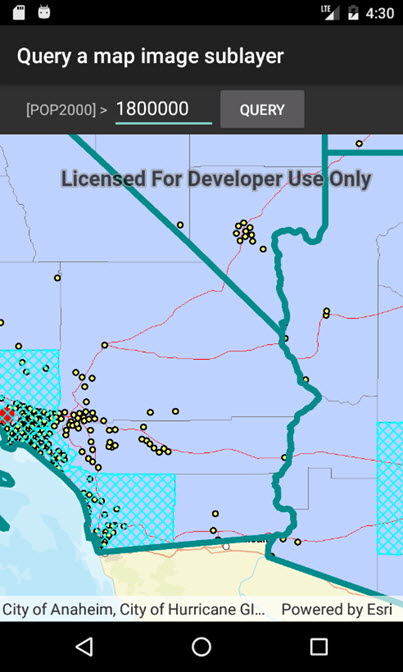 LTE 4:30
Query a map image sublayer
[POP2000] > 1800000 QUERY
Licensed For Developer Use Only
City of Anaheim, City of Hurricane GI... Powered by Esri